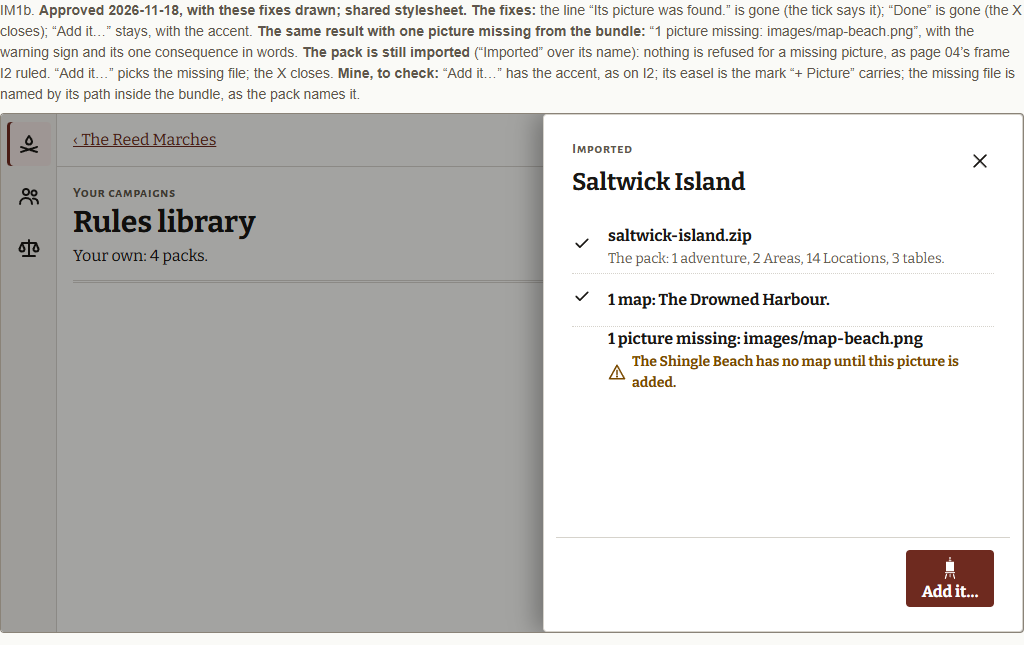 IM1b. Approved 2026-11-18, with these fixes drawn; shared stylesheet. The fixes: the line “Its picture was found.” is gone (the tick says it); “Done” is gone (the X
closes); “Add it…” stays, with the accent. The same result with one picture missing from the bundle: “1 picture missing: images/map-beach.png”, with the
warning sign and its one consequence in words. The pack is still imported (“Imported” over its name): nothing is refused for a missing picture, as page 04’s frame
I2 ruled. “Add it…” picks the missing file; the X closes. Mine, to check: “Add it…” has the accent, as on I2; its easel is the mark “+ Picture” carries; the missing file is
named by its path inside the bundle, as the pack names it.
‹ The Reed Marches
Your campaigns
Rules library
Your own: 4 packs.
Imported
Saltwick Island
saltwick-island.zip
The pack: 1 adventure, 2 Areas, 14 Locations, 3 tables.
1 map: The Drowned Harbour.
1 picture missing: images/map-beach.png
The Shingle Beach has no map until this picture is
added.
Add it…